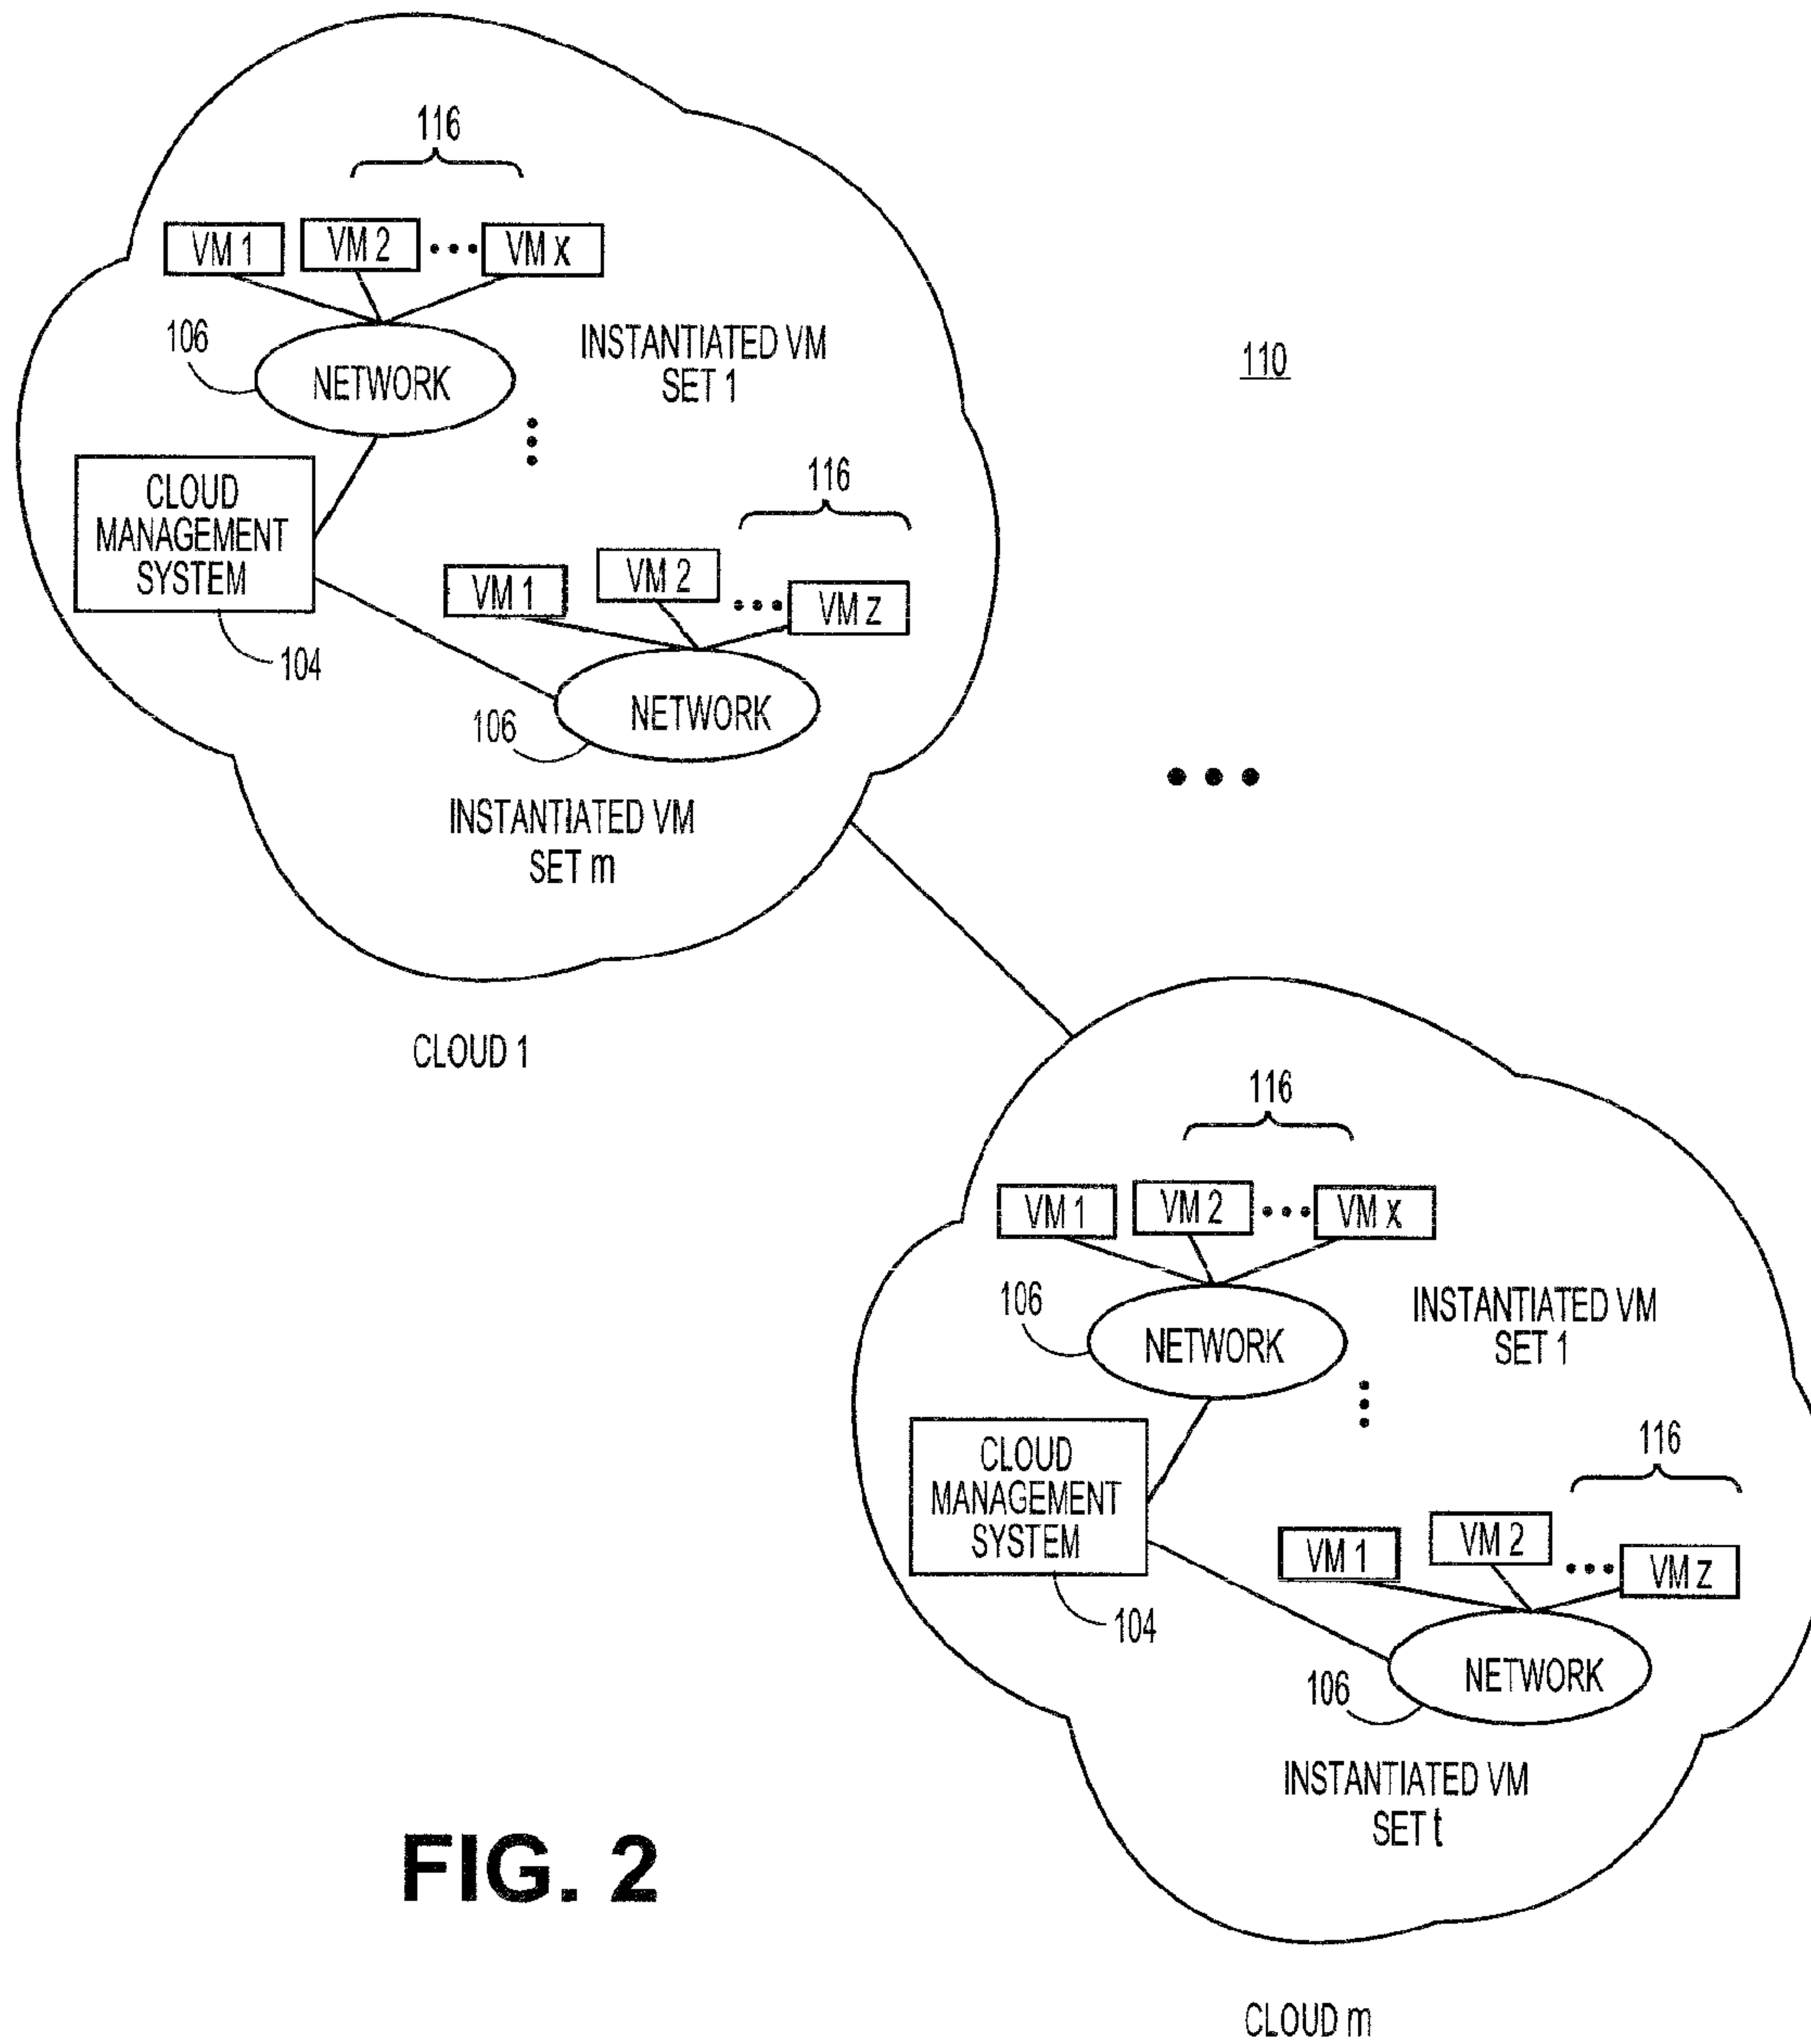 116
VM 1
VM 2
VM x
106
NETWORK
INSTANTIATED VM
SET 1
110
CLOUD
MANAGEMENT
SYSTEM
104
116
VM 1
VM 2
VM z
106
NETWORK
INSTANTIATED VM
SET m
CLOUD 1
116
VM 1
VM 2
VM x
106
NETWORK
INSTANTIATED VM
SET 1
CLOUD
MANAGEMENT
SYSTEM
104
116
VM 1
VM 2
VM z
106
NETWORK
INSTANTIATED VM
SET t
FIG. 2
CLOUD m